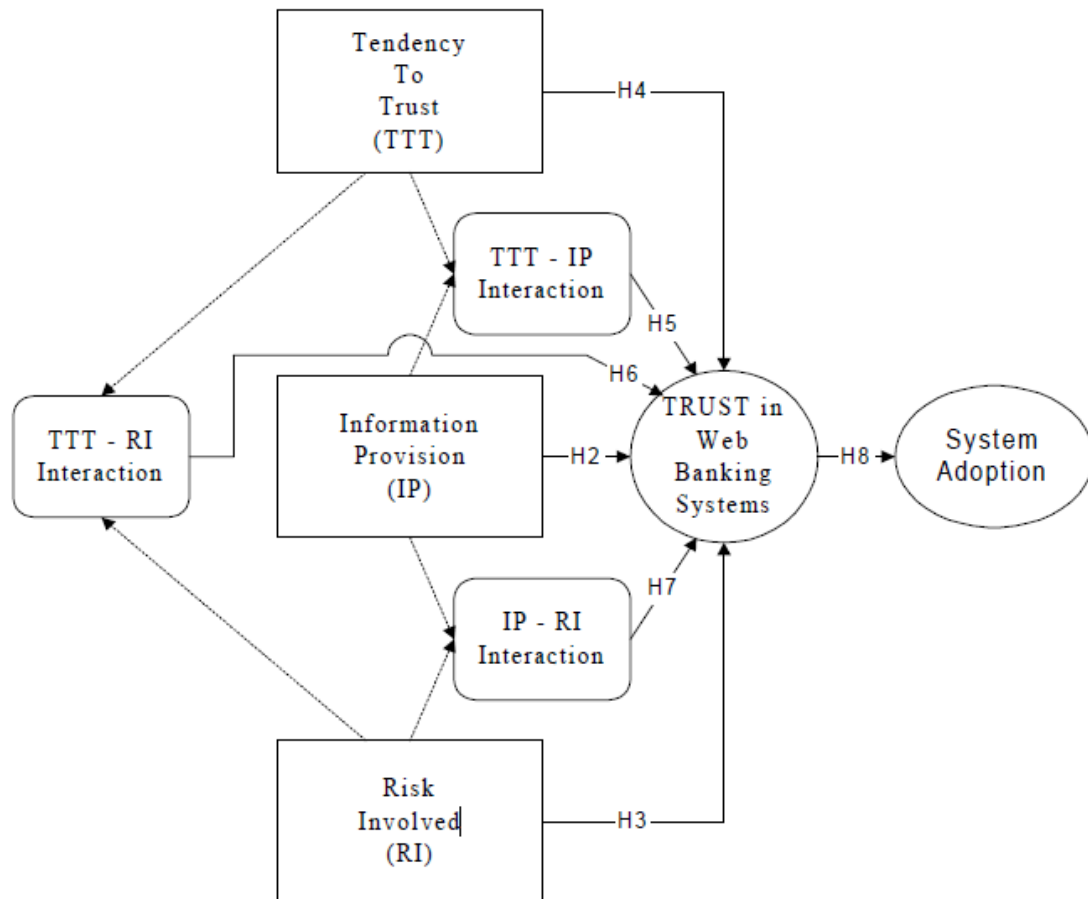 Tendency
To
Trust
(TTT)
H4
TTT - IP
Interaction
H5
H6
TTT - RI
Interaction
Information
Provision
(IP)
H2
TRUST in
Web
Banking
Systems
H8
System
Adoption
H7
IP - RI
Interaction
Risk
Involved
(RI)
H3